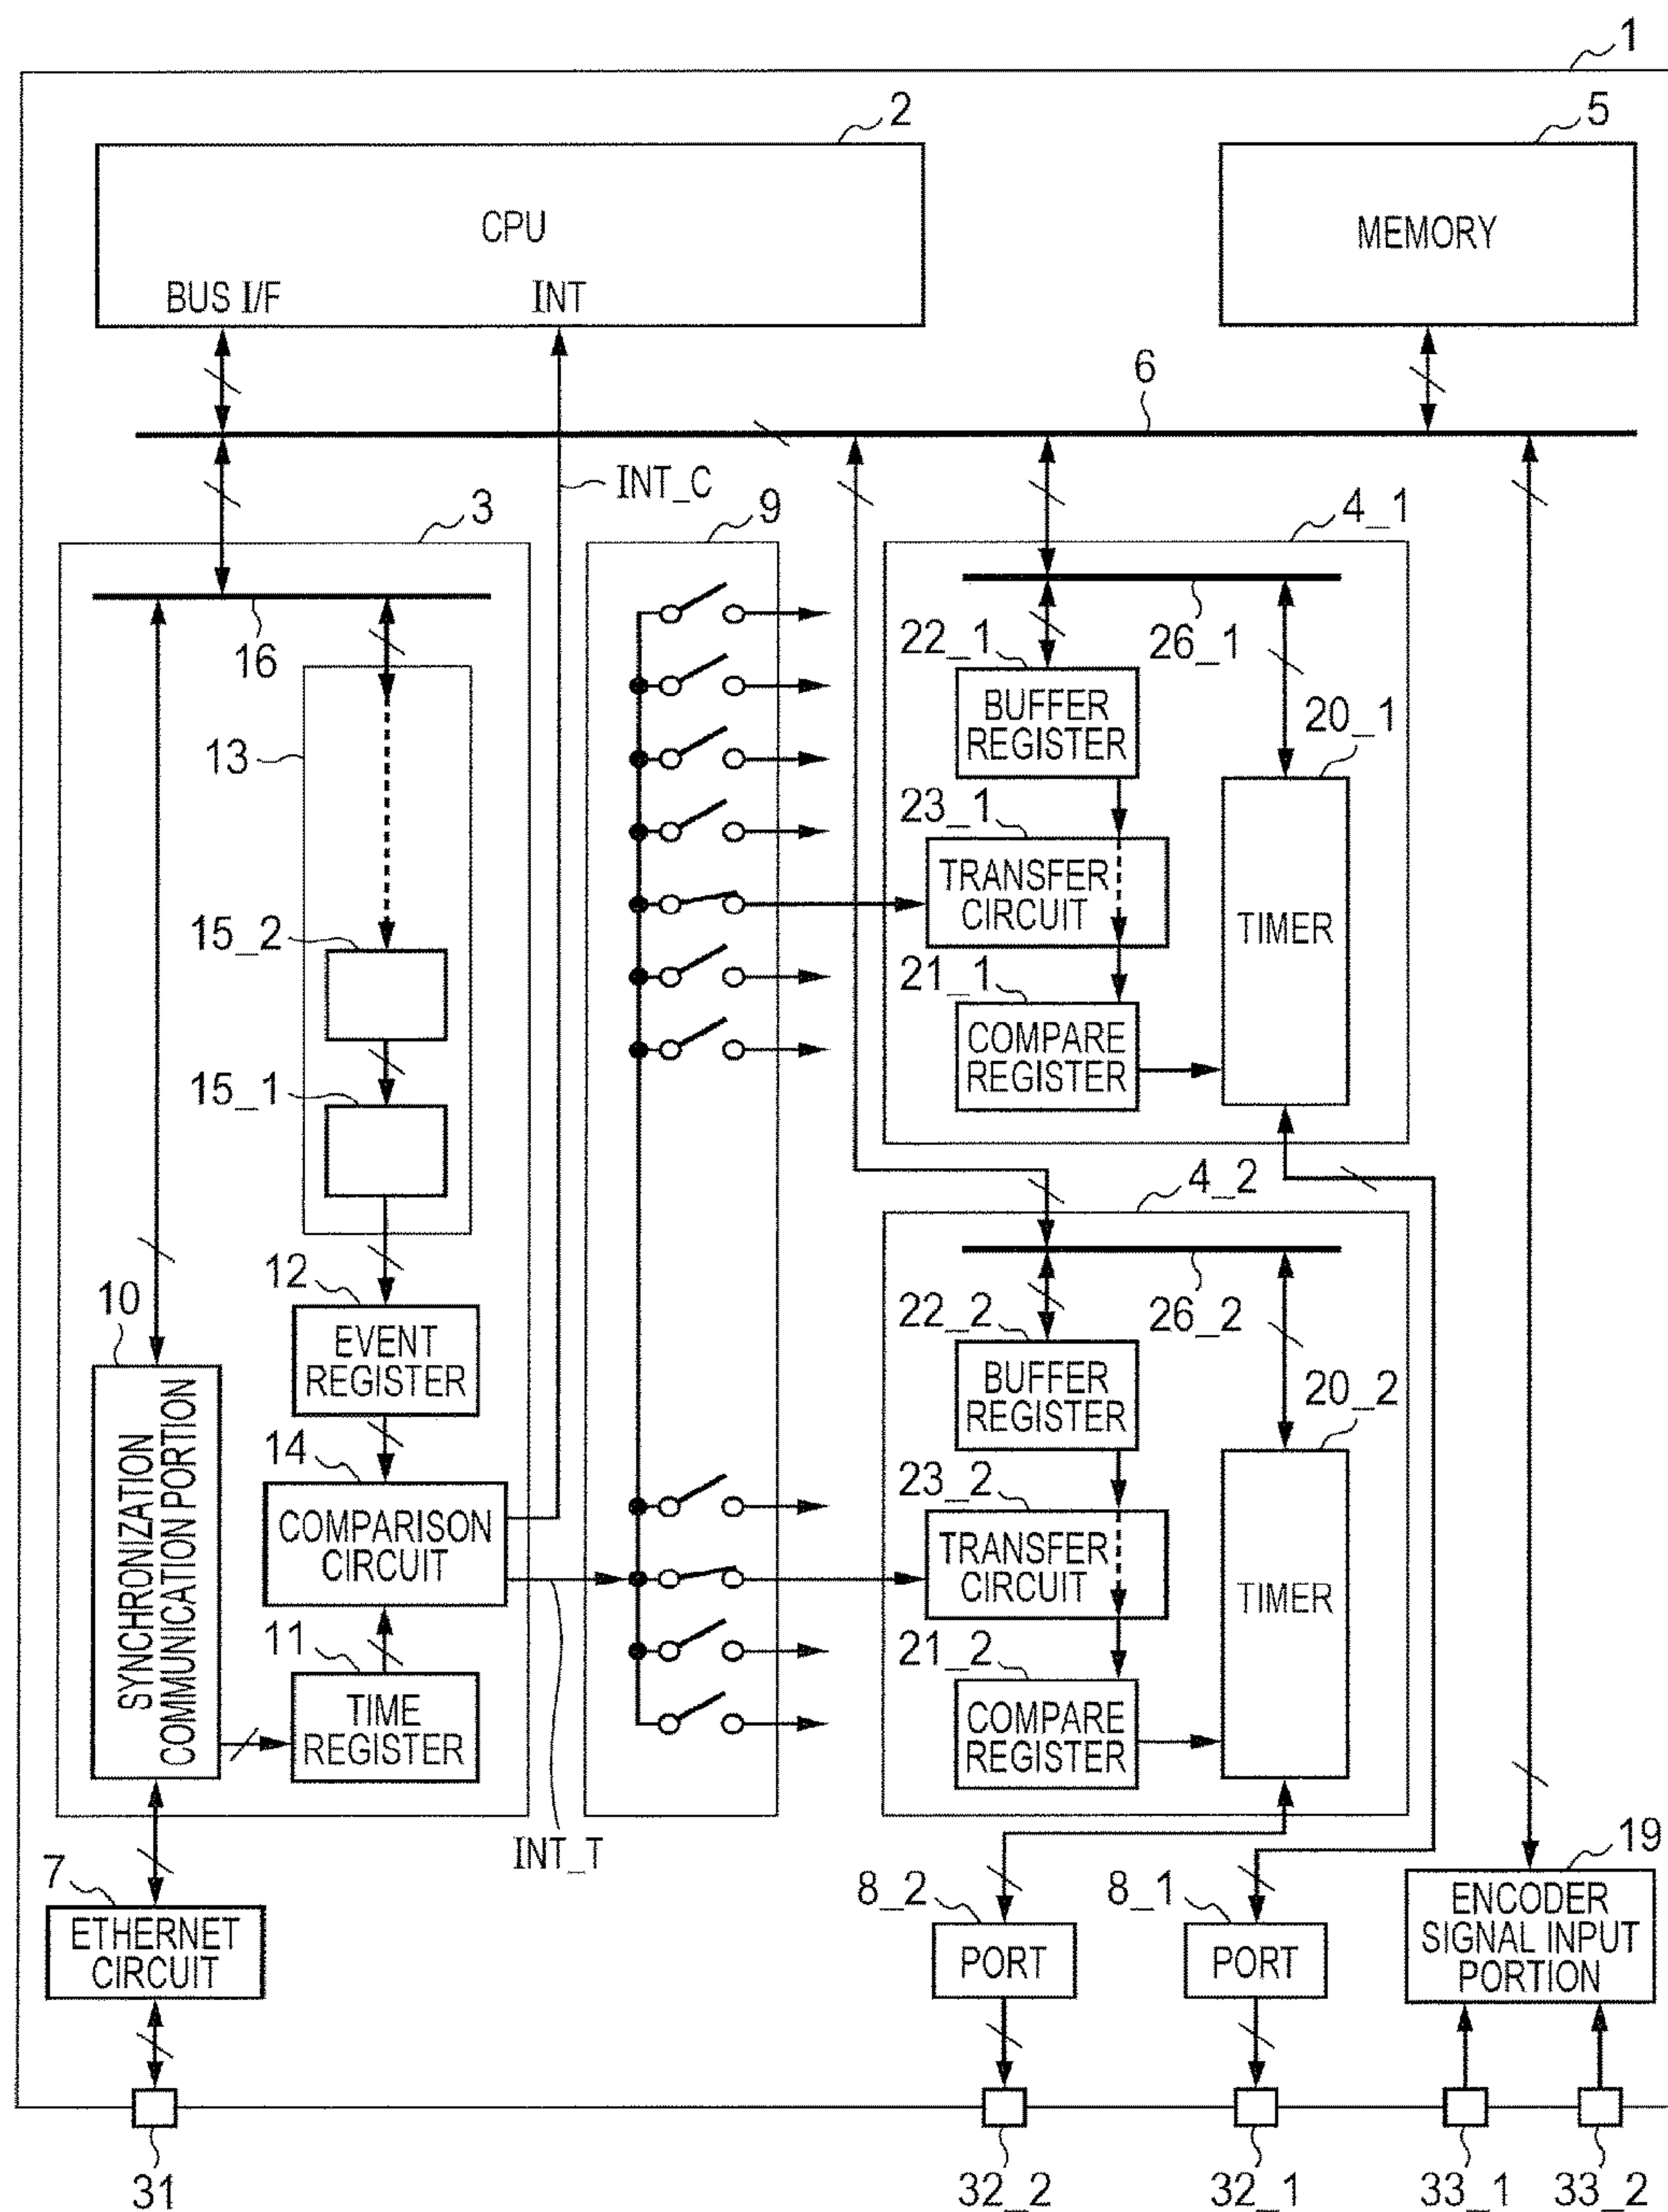 1
2
5
CPU
MEMORY
BUS I/F
INT
6
INT_C
3
9
4_1
16
22_1
26_1
BUFFER
REGISTER
13
20_1
23_1
TRANSFER
CIRCUIT
TIMER
15_2
21_1
COMPARE
REGISTER
15_1
4_2
12
10
22_2
26_2
EVENT
REGISTER
BUFFER
REGISTER
20_2
SYNCHRONIZATION
COMMUNICATION PORTION
14
23_2
COMPARISON
CIRCUIT
TRANSFER
CIRCUIT
TIMER
11
21_2
TIME
REGISTER
COMPARE
REGISTER
INT_T
7
8_2
8_1
19
ETHERNET
CIRCUIT
PORT
PORT
ENCODER
SIGNAL INPUT
PORTION
31
32_2
32_1
33_1
33_2